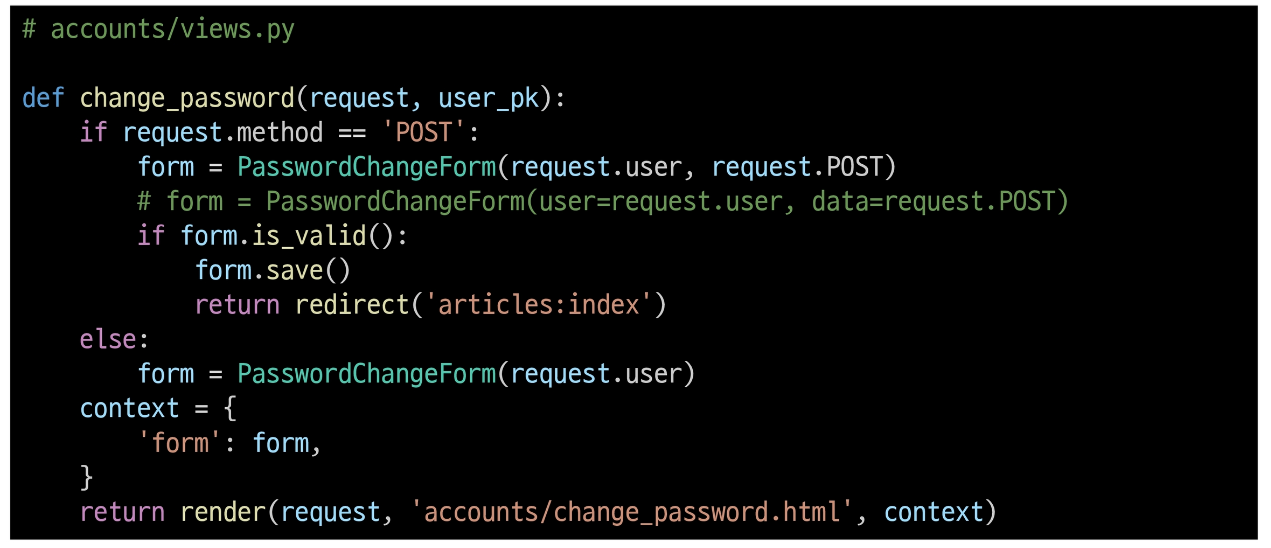 # accounts/views.py
def change_password(request, user_pk):
    if request.method == 'POST':
        form = PasswordChangeForm(request.user, request.POST)
        # form = PasswordChangeForm(user=request.user, data=request.POST)
        if form.is_valid():
            form.save()
            return redirect('articles:index')
    else:
        form = PasswordChangeForm(request.user)
    context = {
        'form': form,
    }
    return render(request, 'accounts/change_password.html', context)